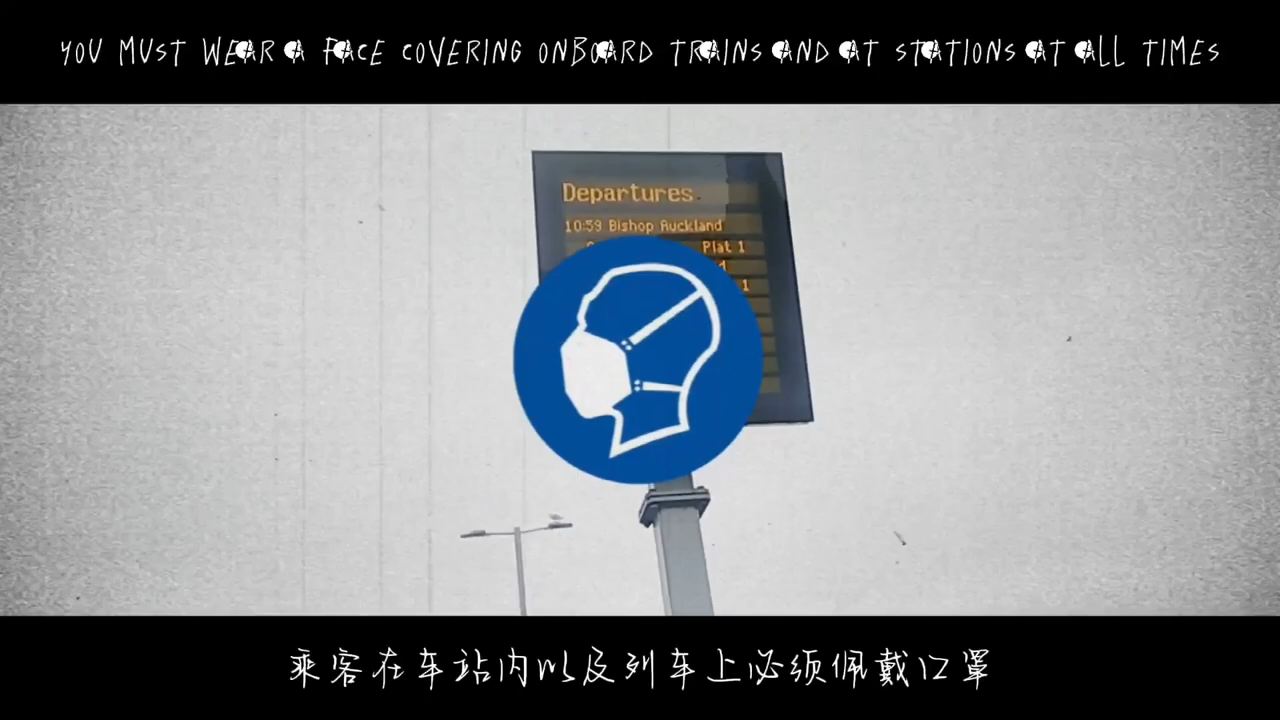 YOU MUST WEAR A FACE COVERING ONBOARD TRAINS AND AT STATIONS AT ALL TIMES
Departures
10:59 Bishop Auckland
Plat 1
1
乘客在车站内以及列车上必须佩戴口罩